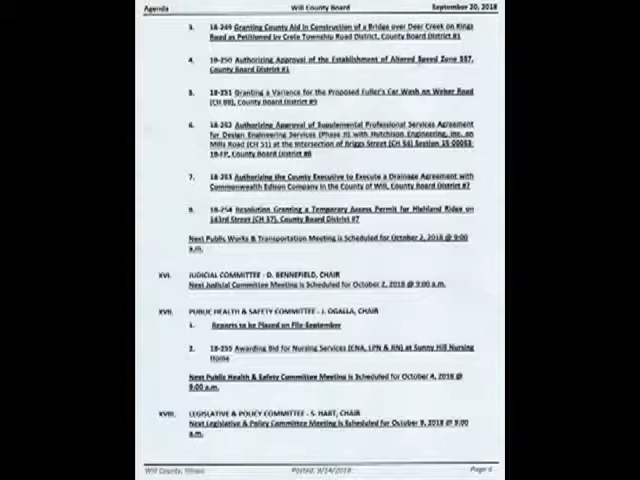 Agenda Will County Board September 20, 2018
3. 18-249 Granting County Aid in Construction of a Bridge over Deer Creek on Kings
Road as Petitioned by Crete Township Road District, County Board District #1
4. 18-250 Authorizing Approval of the Establishment of Altered Speed Zone 337,
County Board District #1
5. 18-251 Granting a Variance for the Proposed Fuller's Car Wash on Weber Road
(CH 88), County Board District #9
6. 18-252 Authorizing Approval of Supplemental Professional Services Agreement
for Design Engineering Services (Phase II) with Hutchison Engineering, Inc. on
Mills Road (CH 51) at the Intersection of Briggs Street (CH 54) Section 15-00053-
10-FP, County Board District #8
7. 18-253 Authorizing the County Executive to Execute a Drainage Agreement with
Commonwealth Edison Company in the County of Will, County Board District #7
8. 18-254 Resolution Granting a Temporary Access Permit for Highland Ridge on
143rd Street (CH 37), County Board District #7
Next Public Works & Transportation Meeting is Scheduled for October 2, 2018 @ 9:00
a.m.
XVI. JUDICIAL COMMITTEE - D. BENNEFIELD, CHAIR
Next Judicial Committee Meeting is Scheduled for October 2, 2018 @ 9:00 a.m.
XVII. PUBLIC HEALTH & SAFETY COMMITTEE - J. OGALLA, CHAIR
1. Reports to be Placed on File-September
2. 18-255 Awarding Bid for Nursing Services (CNA, LPN & RN) at Sunny Hill Nursing
Home
Next Public Health & Safety Committee Meeting is Scheduled for October 4, 2018 @
9:00 a.m.
XVIII. LEGISLATIVE & POLICY COMMITTEE - S. HART, CHAIR
Next Legislative & Policy Committee Meeting is Scheduled for October 9, 2018 @ 9:00
a.m.
Will County, Illinois Posted: 9/14/2018 Page 6